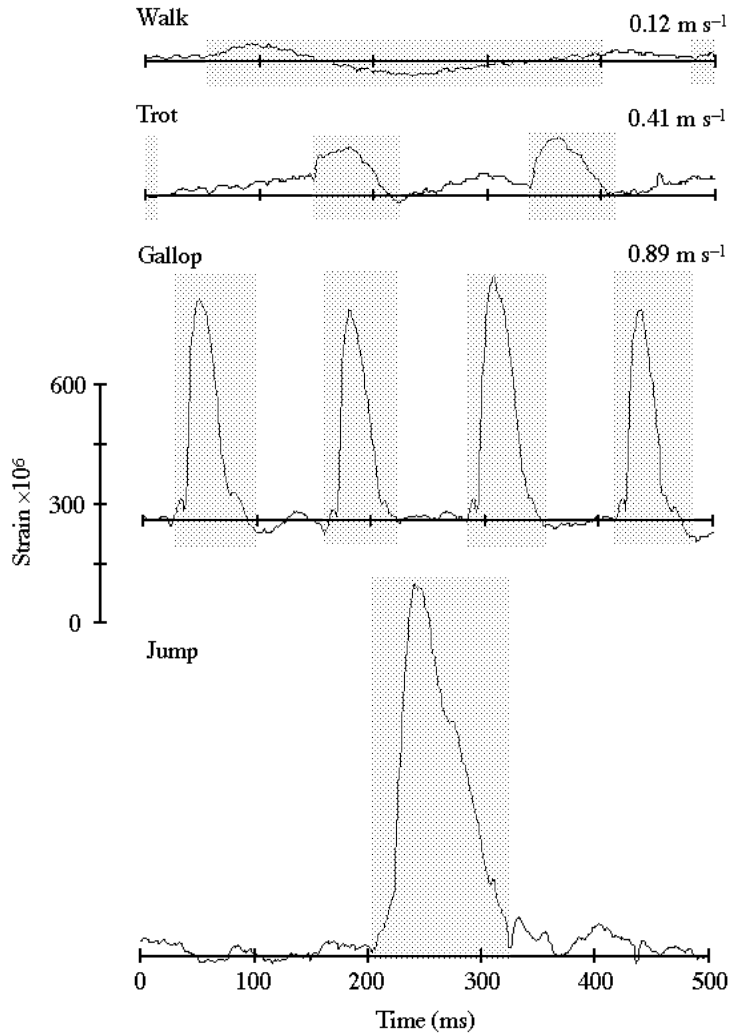 Walk
0.12 m s⁻¹
Trot
0.41 m s⁻¹
Gallop
0.89 m s⁻¹
600
300
0
Strain ×10⁶
Jump
0 100 200 300 400 500
Time (ms)